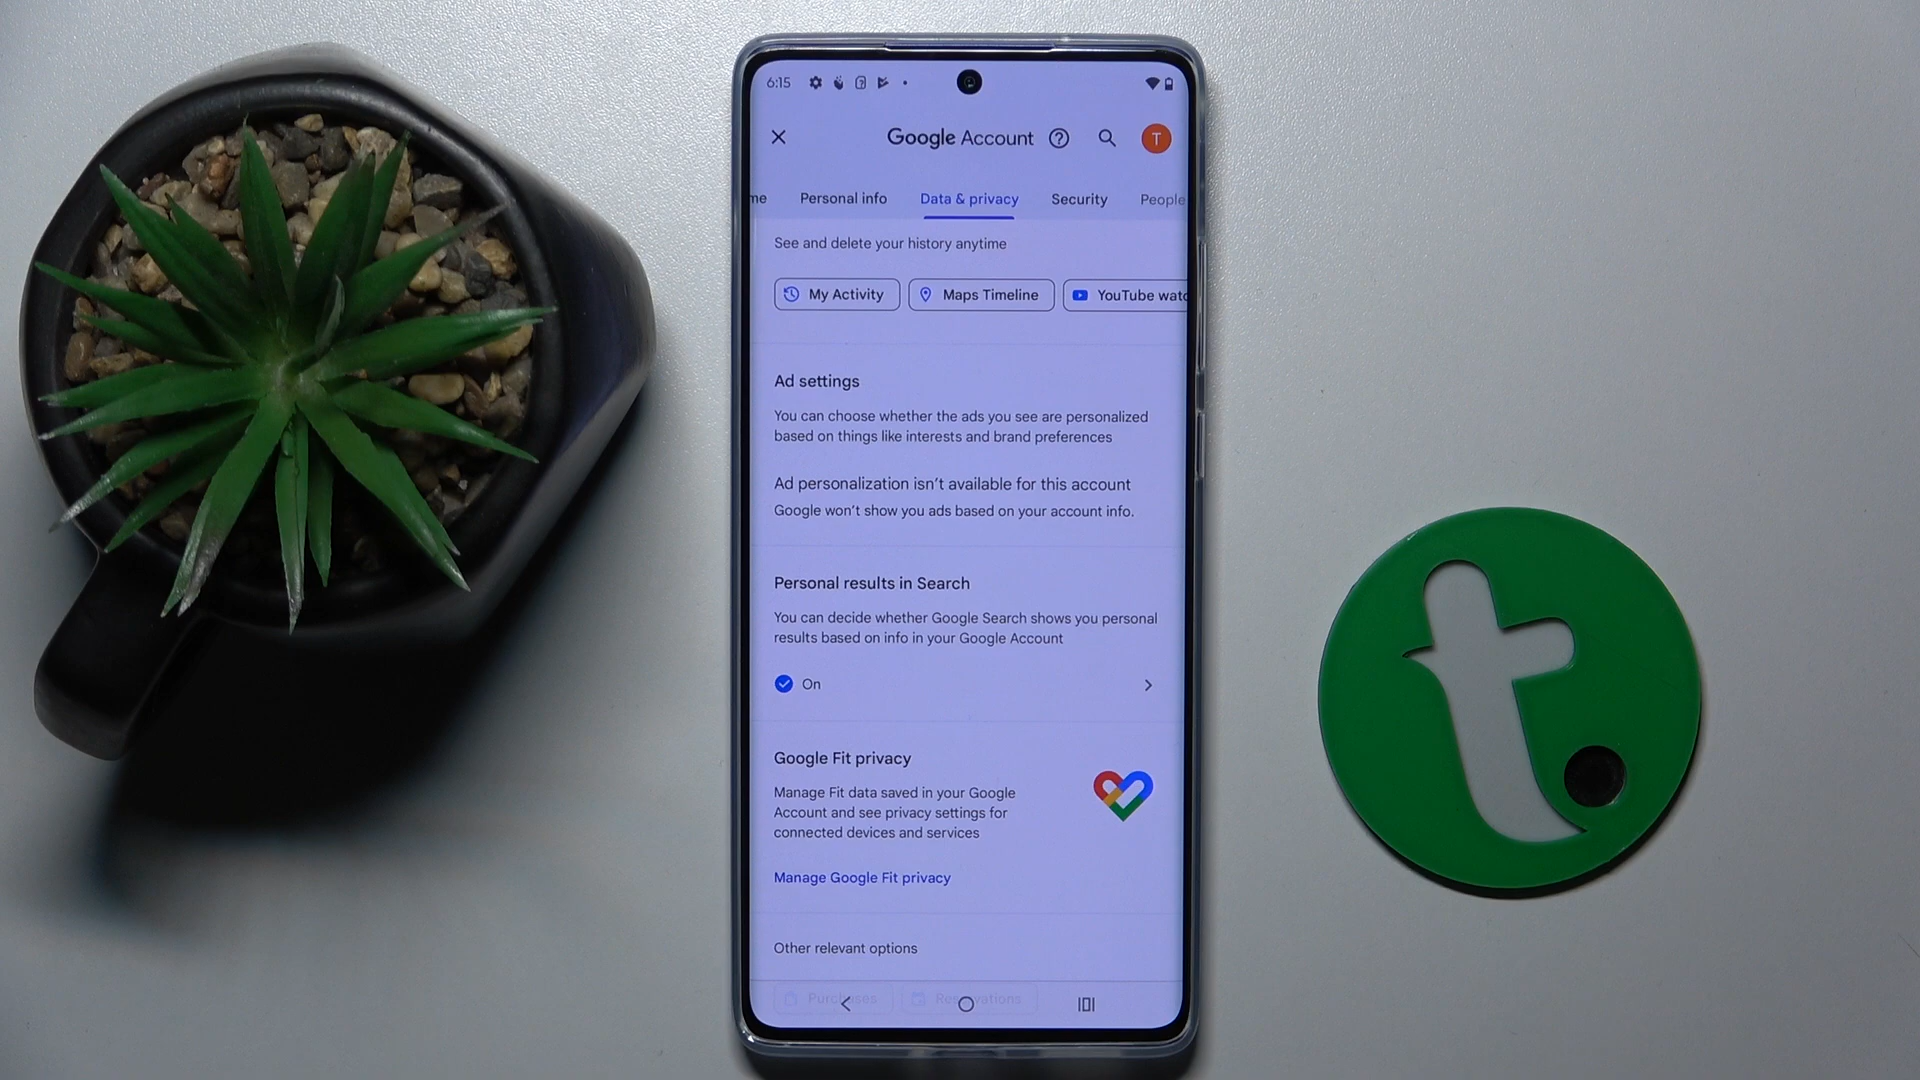 6:15
Google Account
T
me Personal info Data & privacy Security People
See and delete your history anytime
My Activity Maps Timeline YouTube watc
Ad settings
You can choose whether the ads you see are personalized
based on things like interests and brand preferences
Ad personalization isn't available for this account
Google won't show you ads based on your account info.
Personal results in Search
You can decide whether Google Search shows you personal
results based on info in your Google Account
On
Google Fit privacy
Manage Fit data saved in your Google
Account and see privacy settings for
connected devices and services
Manage Google Fit privacy
Other relevant options
Purchases Reservations
t